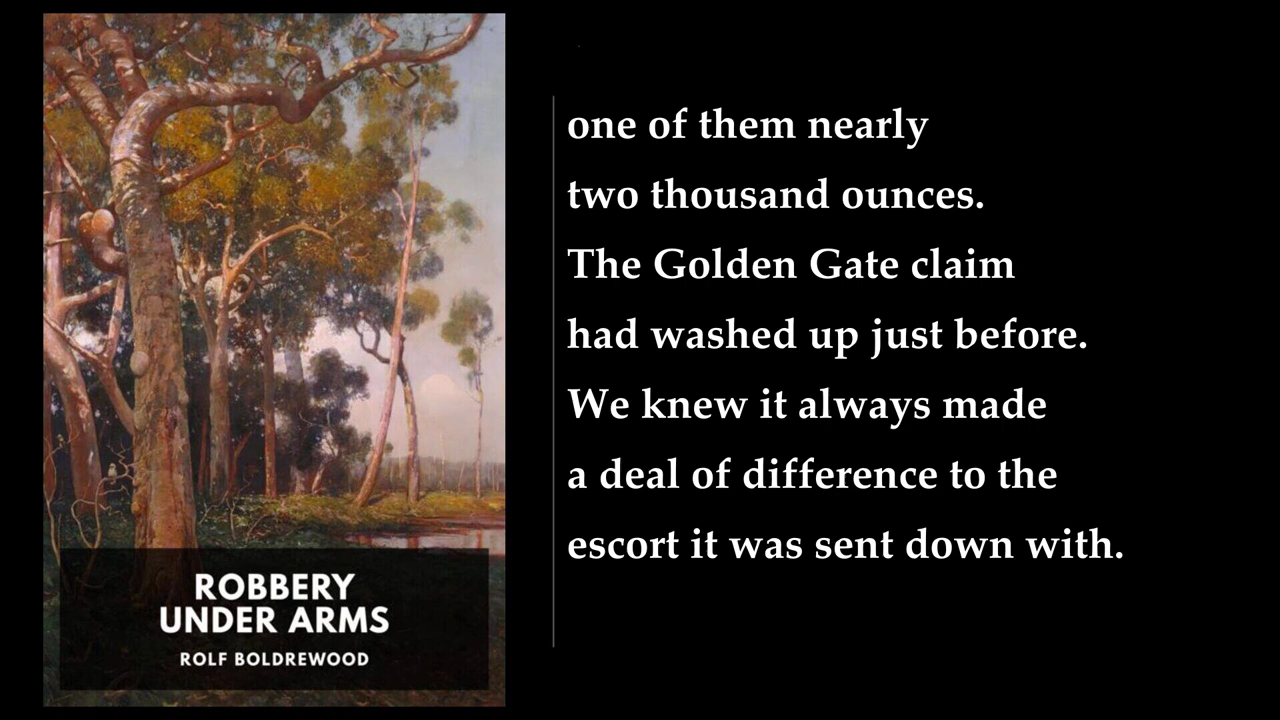 ROBBERY
UNDER ARMS
ROLF BOLDREWOOD
one of them nearly
two thousand ounces.
The Golden Gate claim
had washed up just before.
We knew it always made
a deal of difference to the
escort it was sent down with.